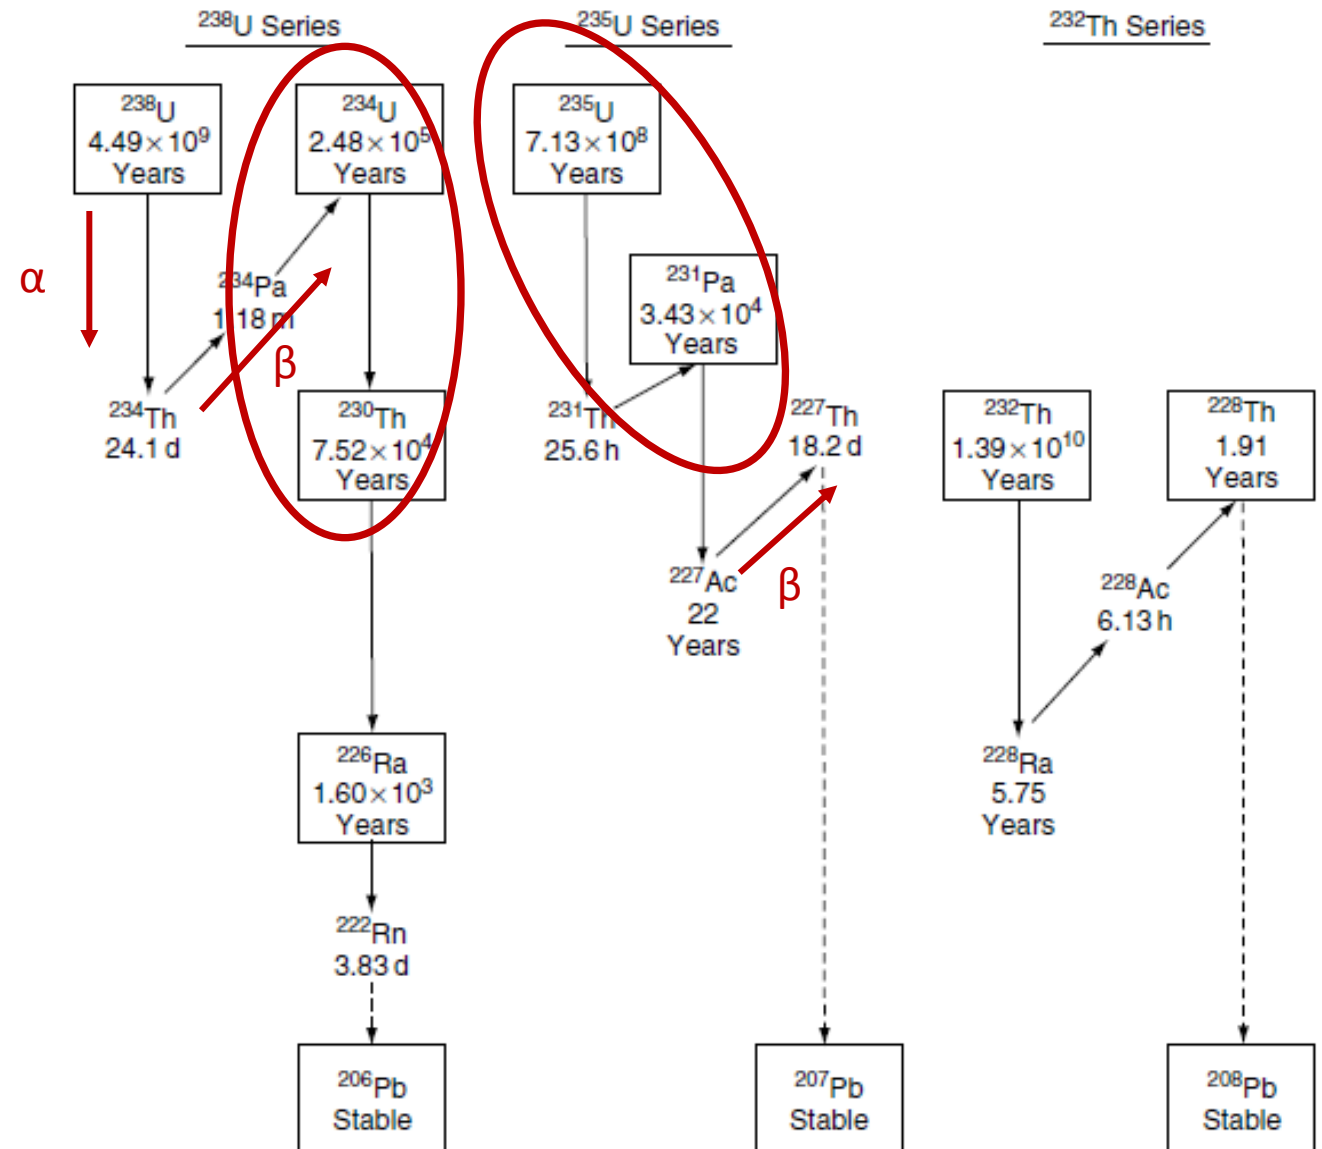 ²³⁸U Series
²³⁵U Series
²³²Th Series
²³⁸U
4.49×10⁹
Years
²³⁴U
2.48×10⁵
Years
²³⁵U
7.13×10⁸
Years
α
²³⁴Pa
1.18 m
β
²³¹Pa
3.43×10⁴
Years
²³⁴Th
24.1 d
²³⁰Th
7.52×10⁴
Years
²³¹Th
25.6 h
²²⁷Th
18.2 d
²³²Th
1.39×10¹⁰
Years
²²⁸Th
1.91
Years
²²⁷Ac
22
Years
β
²²⁸Ac
6.13 h
²²⁶Ra
1.60×10³
Years
²²⁸Ra
5.75
Years
²²²Rn
3.83 d
²⁰⁶Pb
Stable
²⁰⁷Pb
Stable
²⁰⁸Pb
Stable